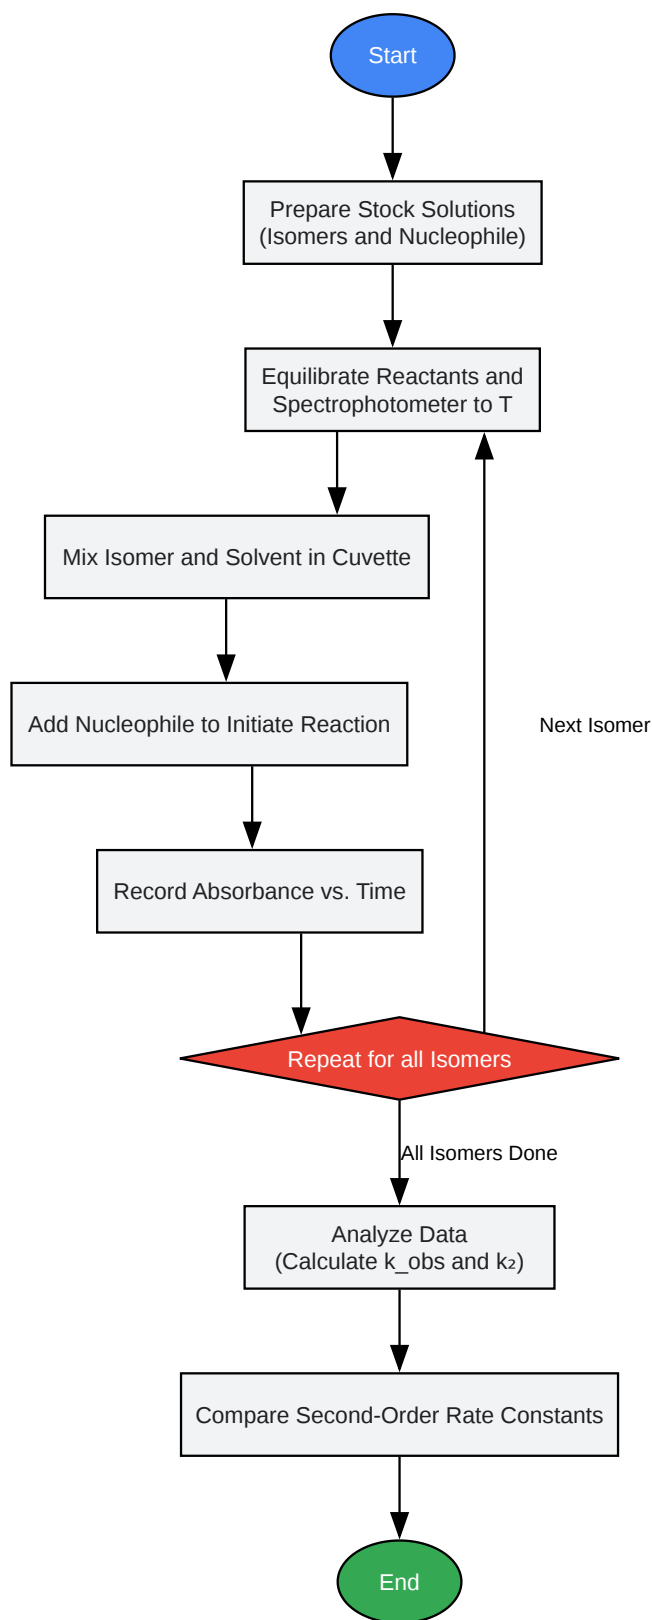 Start
Prepare Stock Solutions
(Isomers and Nucleophile)
Equilibrate Reactants and
Spectrophotometer to T
Mix Isomer and Solvent in Cuvette
Add Nucleophile to Initiate Reaction
Next Isomer
Record Absorbance vs. Time
Repeat for all Isomers
All Isomers Done
Analyze Data
(Calculate k_obs and k₂)
Compare Second-Order Rate Constants
End